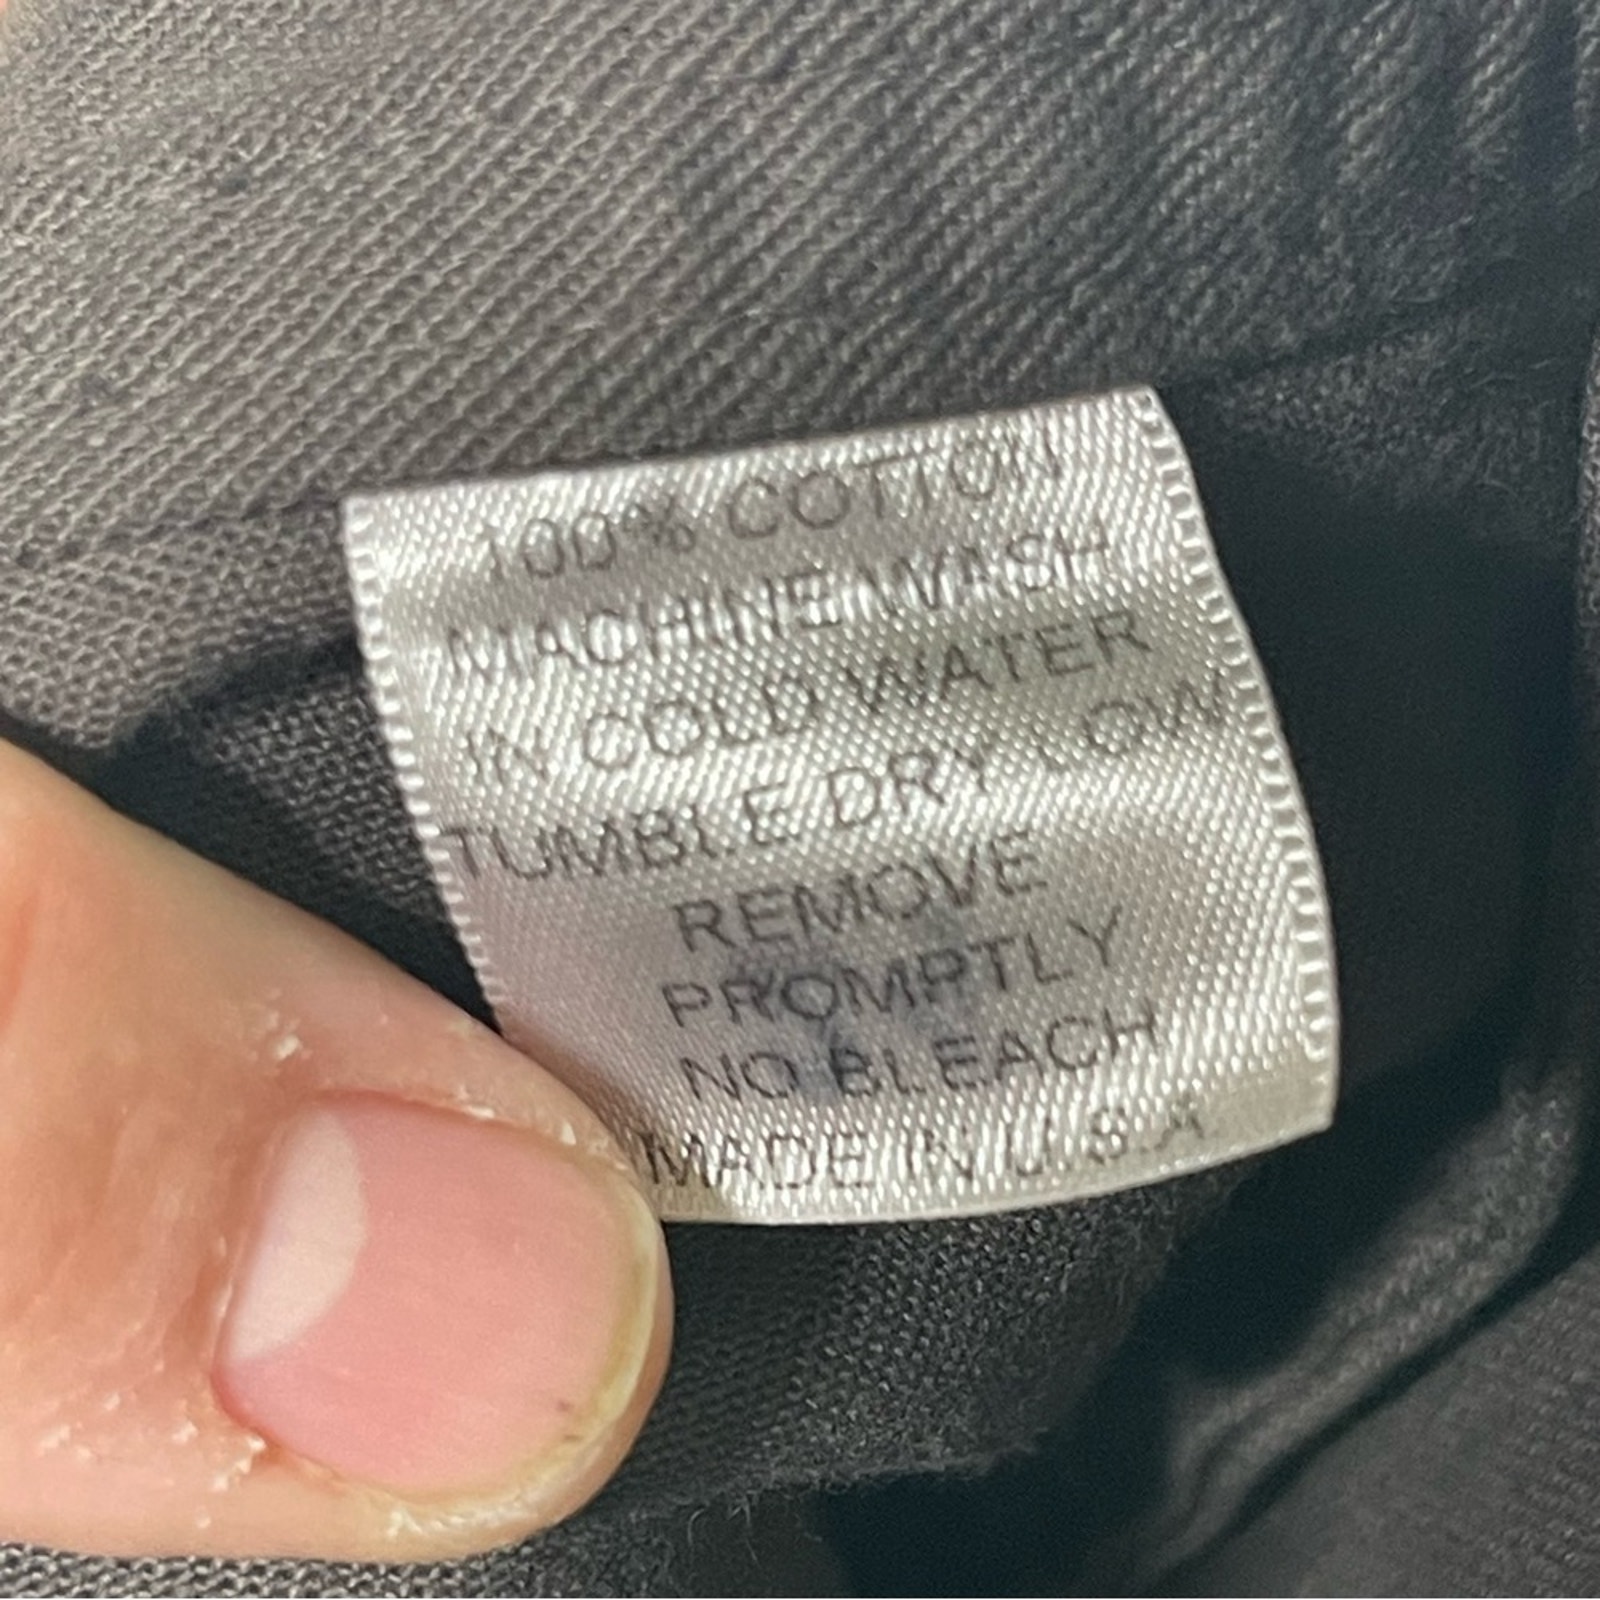 100% COTTON
MACHINE WASH
IN COLD WATER
TUMBLE DRY LOW
REMOVE
PROMPTLY
NO BLEACH
MADE IN U.S.A